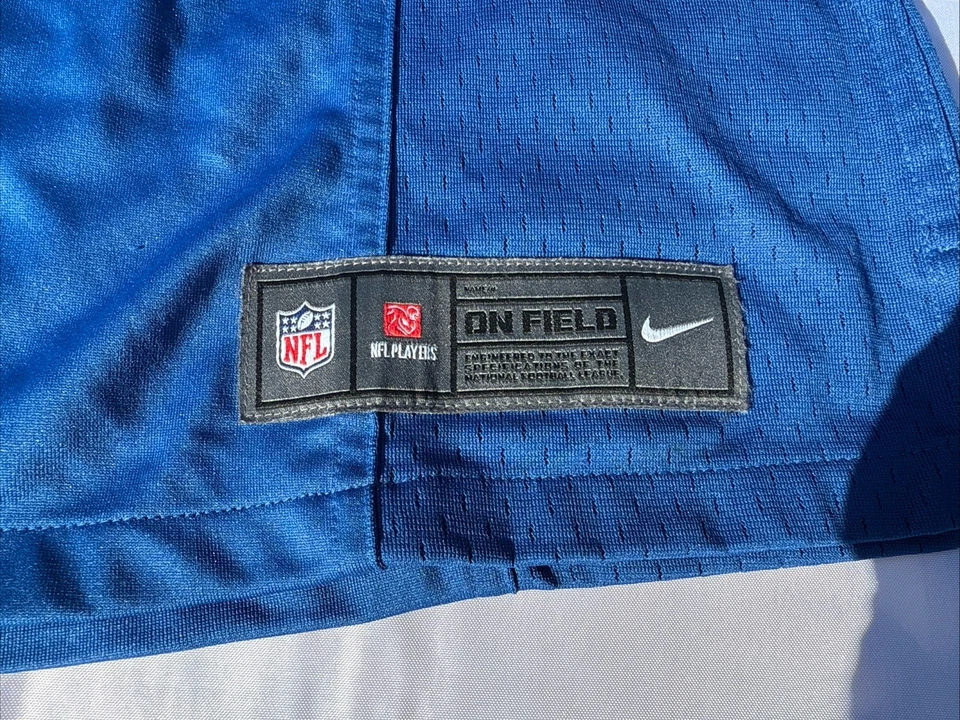 NFL
NFL PLAYERS
ON FIELD
ENGINEERED TO THE EXACT
SPECIFICATIONS OF THE
NATIONAL FOOTBALL LEAGUE.